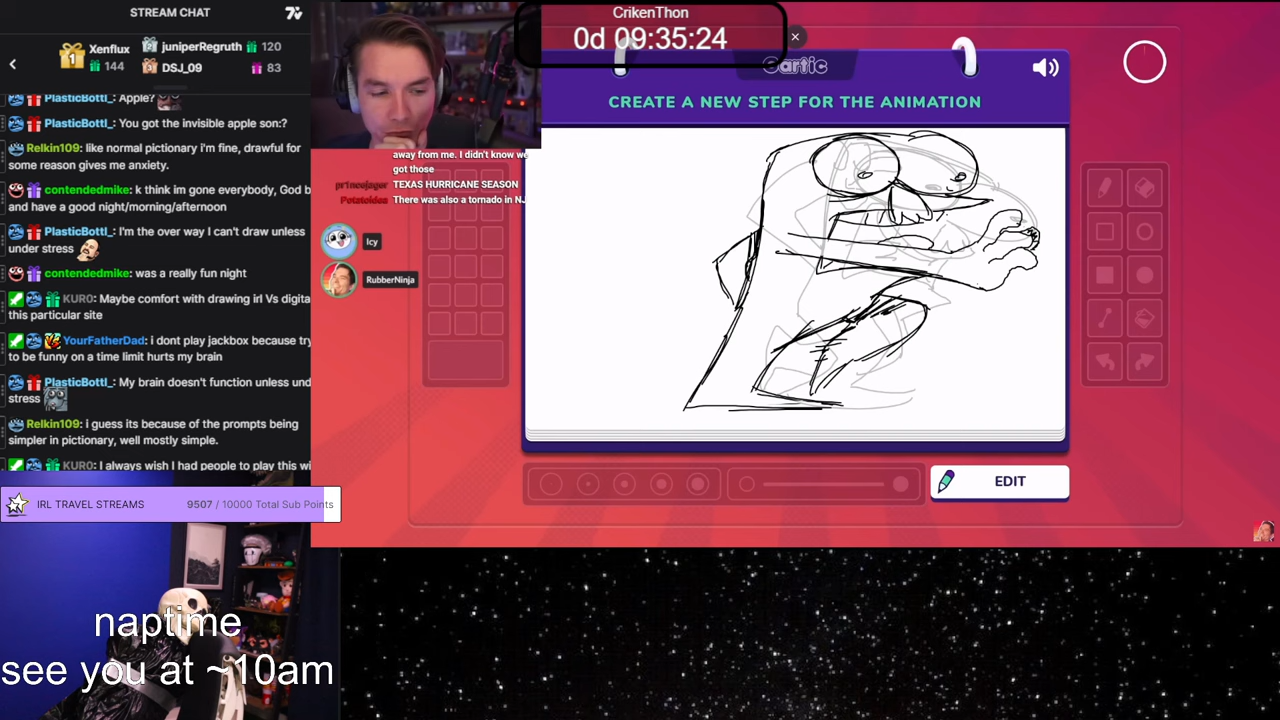 STREAM CHAT
Xenflux
144
juniperRegruth 120
DSJ_09 83
PlasticBottl_: Apple?
PlasticBottl_: You got the invisible apple son:?
Relkin109: like normal pictionary i'm fine, drawful for
some reason gives me anxiety.
contendedmike: k think im gone everybody, God b
and have a good night/morning/afternoon
PlasticBottl_: I'm the over way I can't draw unless
under stress
contendedmike: was a really fun night
KUR0: Maybe comfort with drawing irl Vs digita
this particular site
YourFatherDad: i dont play jackbox because try
to be funny on a time limit hurts my brain
PlasticBottl_: My brain doesn't function unless und
stress
Relkin109: i guess its because of the prompts being
simpler in pictionary, well mostly simple.
KUR0: I always wish I had people to play this wi
IRL TRAVEL STREAMS 9507 / 10000 Total Sub Points
naptime
see you at ~10am
CrikenThon
0d 09:35:24
Gartic
CREATE A NEW STEP FOR THE ANIMATION
away from me. I didn't know we
got those
pr1ncejager TEXAS HURRICANE SEASON
Potatoidea There was also a tornado in NJ
Icy
RubberNinja
EDIT